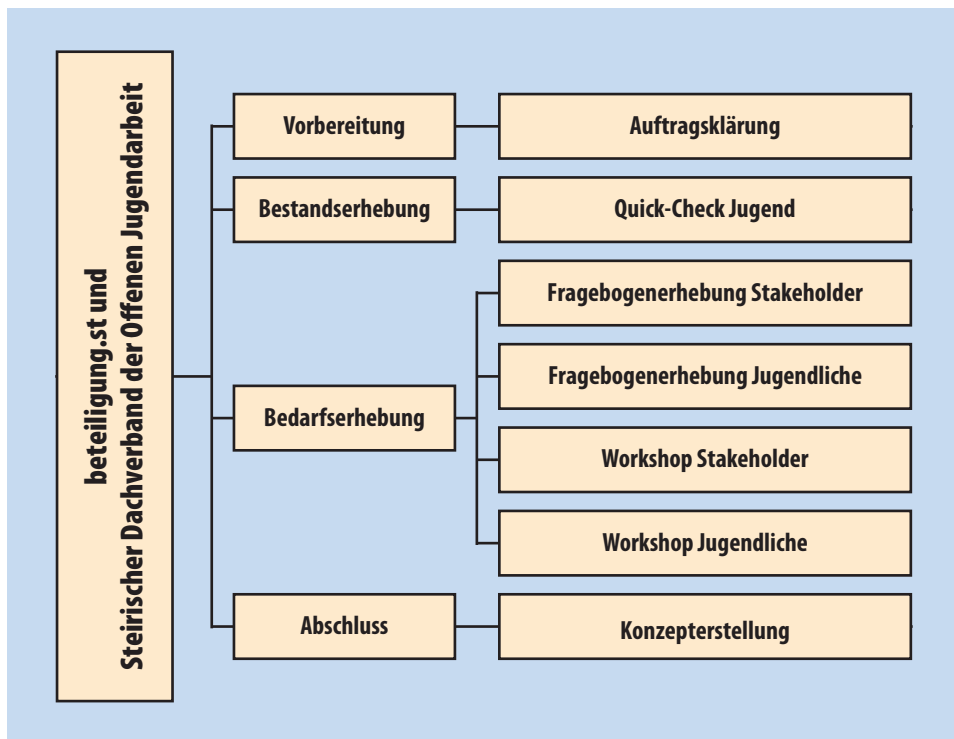 beteiligung.st und
Steirischer Dachverband der Offenen Jugendarbeit
Vorbereitung
Auftragsklärung
Bestandserhebung
Quick-Check Jugend
Bedarfserhebung
Fragebogenerhebung Stakeholder
Fragebogenerhebung Jugendliche
Workshop Stakeholder
Workshop Jugendliche
Abschluss
Konzepterstellung